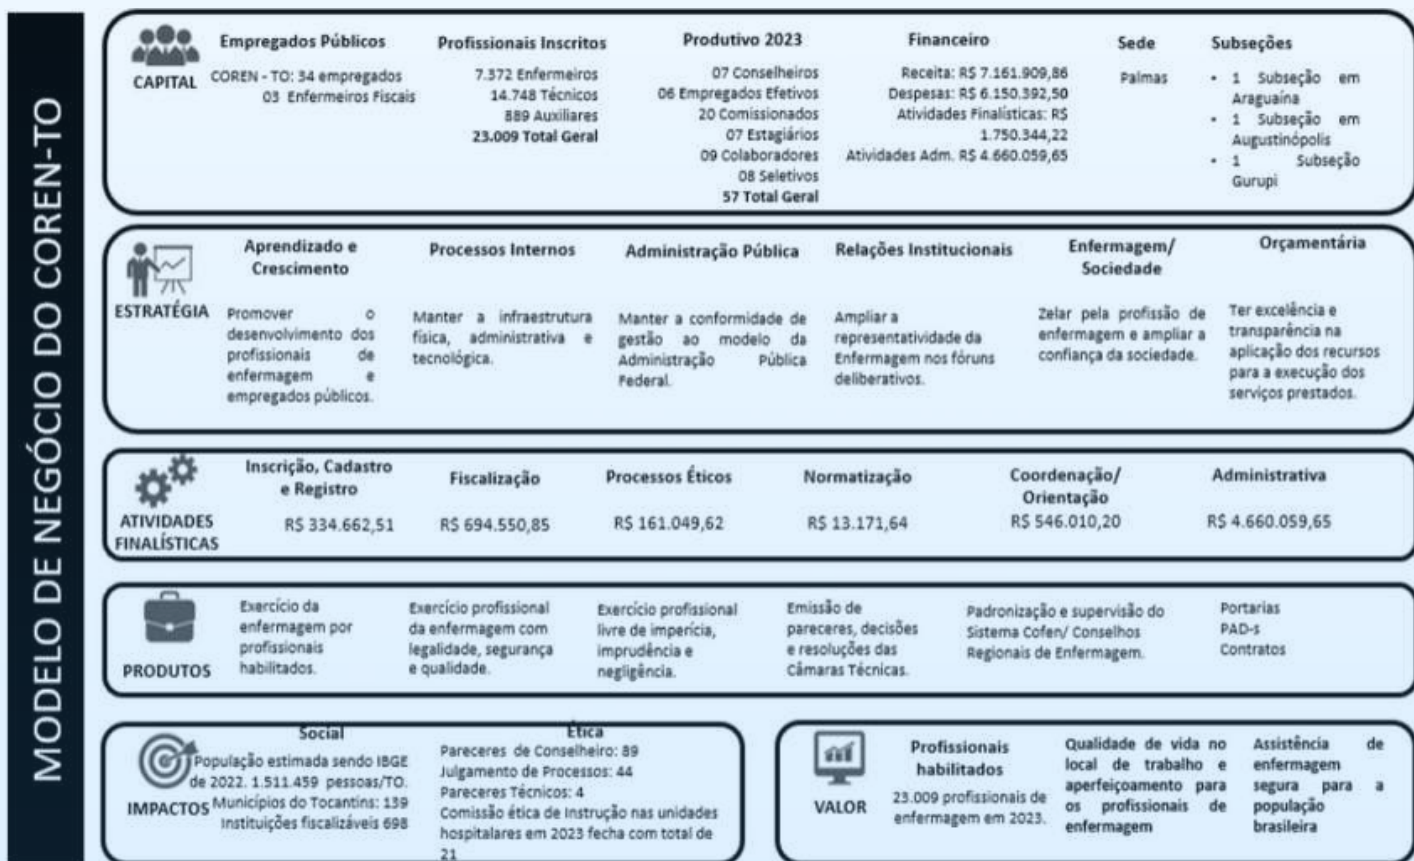 MODELO DE NEGÓCIO DO COREN-TO
CAPITAL
Empregados Públicos
COREN - TO: 34 empregados
03 Enfermeiros Fiscais
Profissionais Inscritos
7.372 Enfermeiros
14.748 Técnicos
889 Auxiliares
23.009 Total Geral
Produtivo 2023
07 Conselheiros
06 Empregados Efetivos
20 Comissionados
07 Estagiários
09 Colaboradores
08 Seletivos
57 Total Geral
Financeiro
Receita: R$ 7.161.909,86
Despesas: R$ 6.150.392,50
Atividades Finalísticas: R$
1.750.344,22
Atividades Adm. R$ 4.660.059,65
Sede
Palmas
Subseções
• 1 Subseção em
Araguaína
• 1 Subseção em
Augustinópolis
• 1 Subseção
Gurupi
ESTRATÉGIA
Aprendizado e
Crescimento
Promover o
desenvolvimento dos
profissionais de
enfermagem e
empregados públicos.
Processos Internos
Manter a infraestrutura
física, administrativa e
tecnológica.
Administração Pública
Manter a conformidade de
gestão ao modelo da
Administração Pública
Federal.
Relações Institucionais
Ampliar a
representatividade da
Enfermagem nos fóruns
deliberativos.
Enfermagem/
Sociedade
Zelar pela profissão de
enfermagem e ampliar a
confiança da sociedade.
Orçamentária
Ter excelência e
transparência na
aplicação dos recursos
para a execução dos
serviços prestados.
ATIVIDADES
FINALÍSTICAS
Inscrição, Cadastro
e Registro
R$ 334.662,51
Fiscalização
R$ 694.550,85
Processos Éticos
R$ 161.049,62
Normatização
R$ 13.171,64
Coordenação/
Orientação
R$ 546.010,20
Administrativa
R$ 4.660.059,65
PRODUTOS
Exercício da
enfermagem por
profissionais
habilitados.
Exercício profissional
da enfermagem com
legalidade, segurança
e qualidade.
Exercício profissional
livre de imperícia,
imprudência e
negligência.
Emissão de
pareceres, decisões
e resoluções das
Câmaras Técnicas.
Padronização e supervisão do
Sistema Cofen/ Conselhos
Regionais de Enfermagem.
Portarias
PAD-s
Contratos
IMPACTOS
Social
População estimada sendo IBGE
de 2022. 1.511.459 pessoas/TO.
Municípios do Tocantins: 139
Instituições fiscalizáveis 698
Ética
Pareceres de Conselheiro: 89
Julgamento de Processos: 44
Pareceres Técnicos: 4
Comissão ética de Instrução nas unidades
hospitalares em 2023 fecha com total de
21
VALOR
Profissionais
habilitados
23.009 profissionais de
enfermagem em 2023.
Qualidade de vida no
local de trabalho e
aperfeiçoamento para
os profissionais de
enfermagem
Assistência de
enfermagem
segura para a
população
brasileira